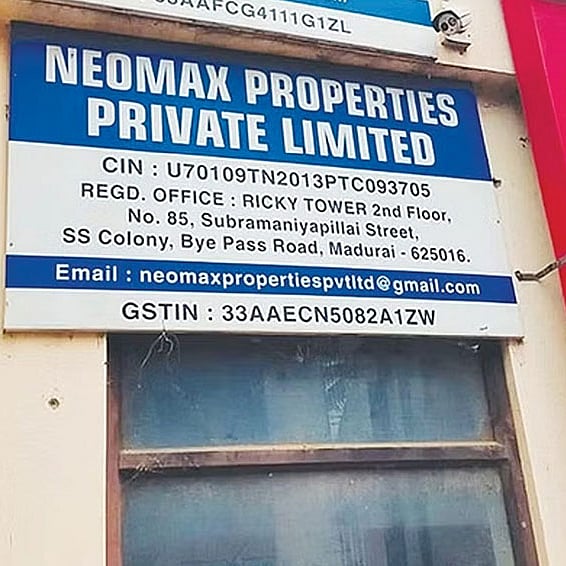 33AAFCG4111G1ZL
NEOMAX PROPERTIES
PRIVATE LIMITED
CIN : U70109TN2013PTC093705
REGD. OFFICE : RICKY TOWER 2nd Floor,
No. 85, Subramaniyapillai Street,
SS Colony, Bye Pass Road, Madurai - 625016.
Email : neomaxpropertiespvtltd@gmail.com
GSTIN : 33AAECN5082A1ZW